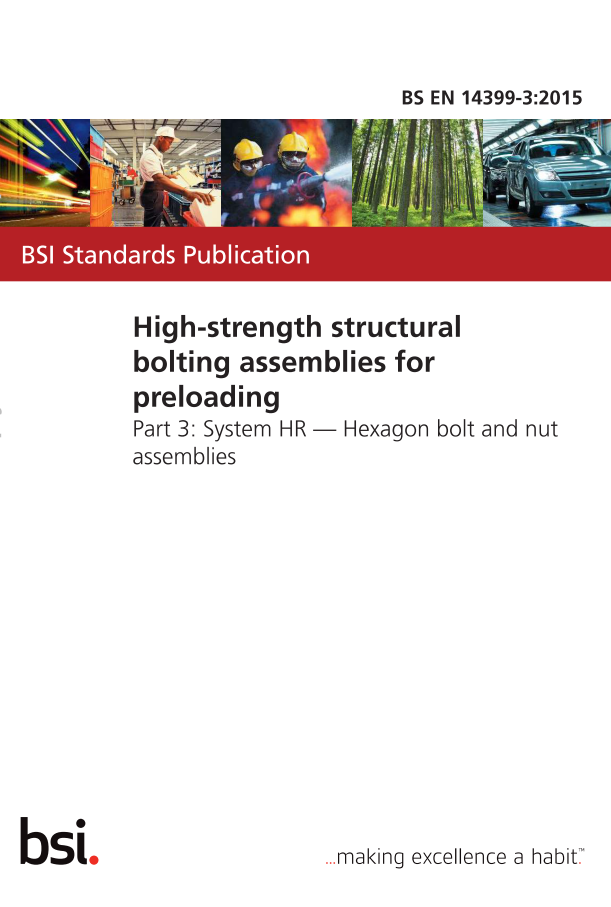 BS EN 14399-3:2015
BSI Standards Publication
High-strength structural
bolting assemblies for
preloading
Part 3: System HR — Hexagon bolt and nut
assemblies
bsi.
...making excellence a habit.™